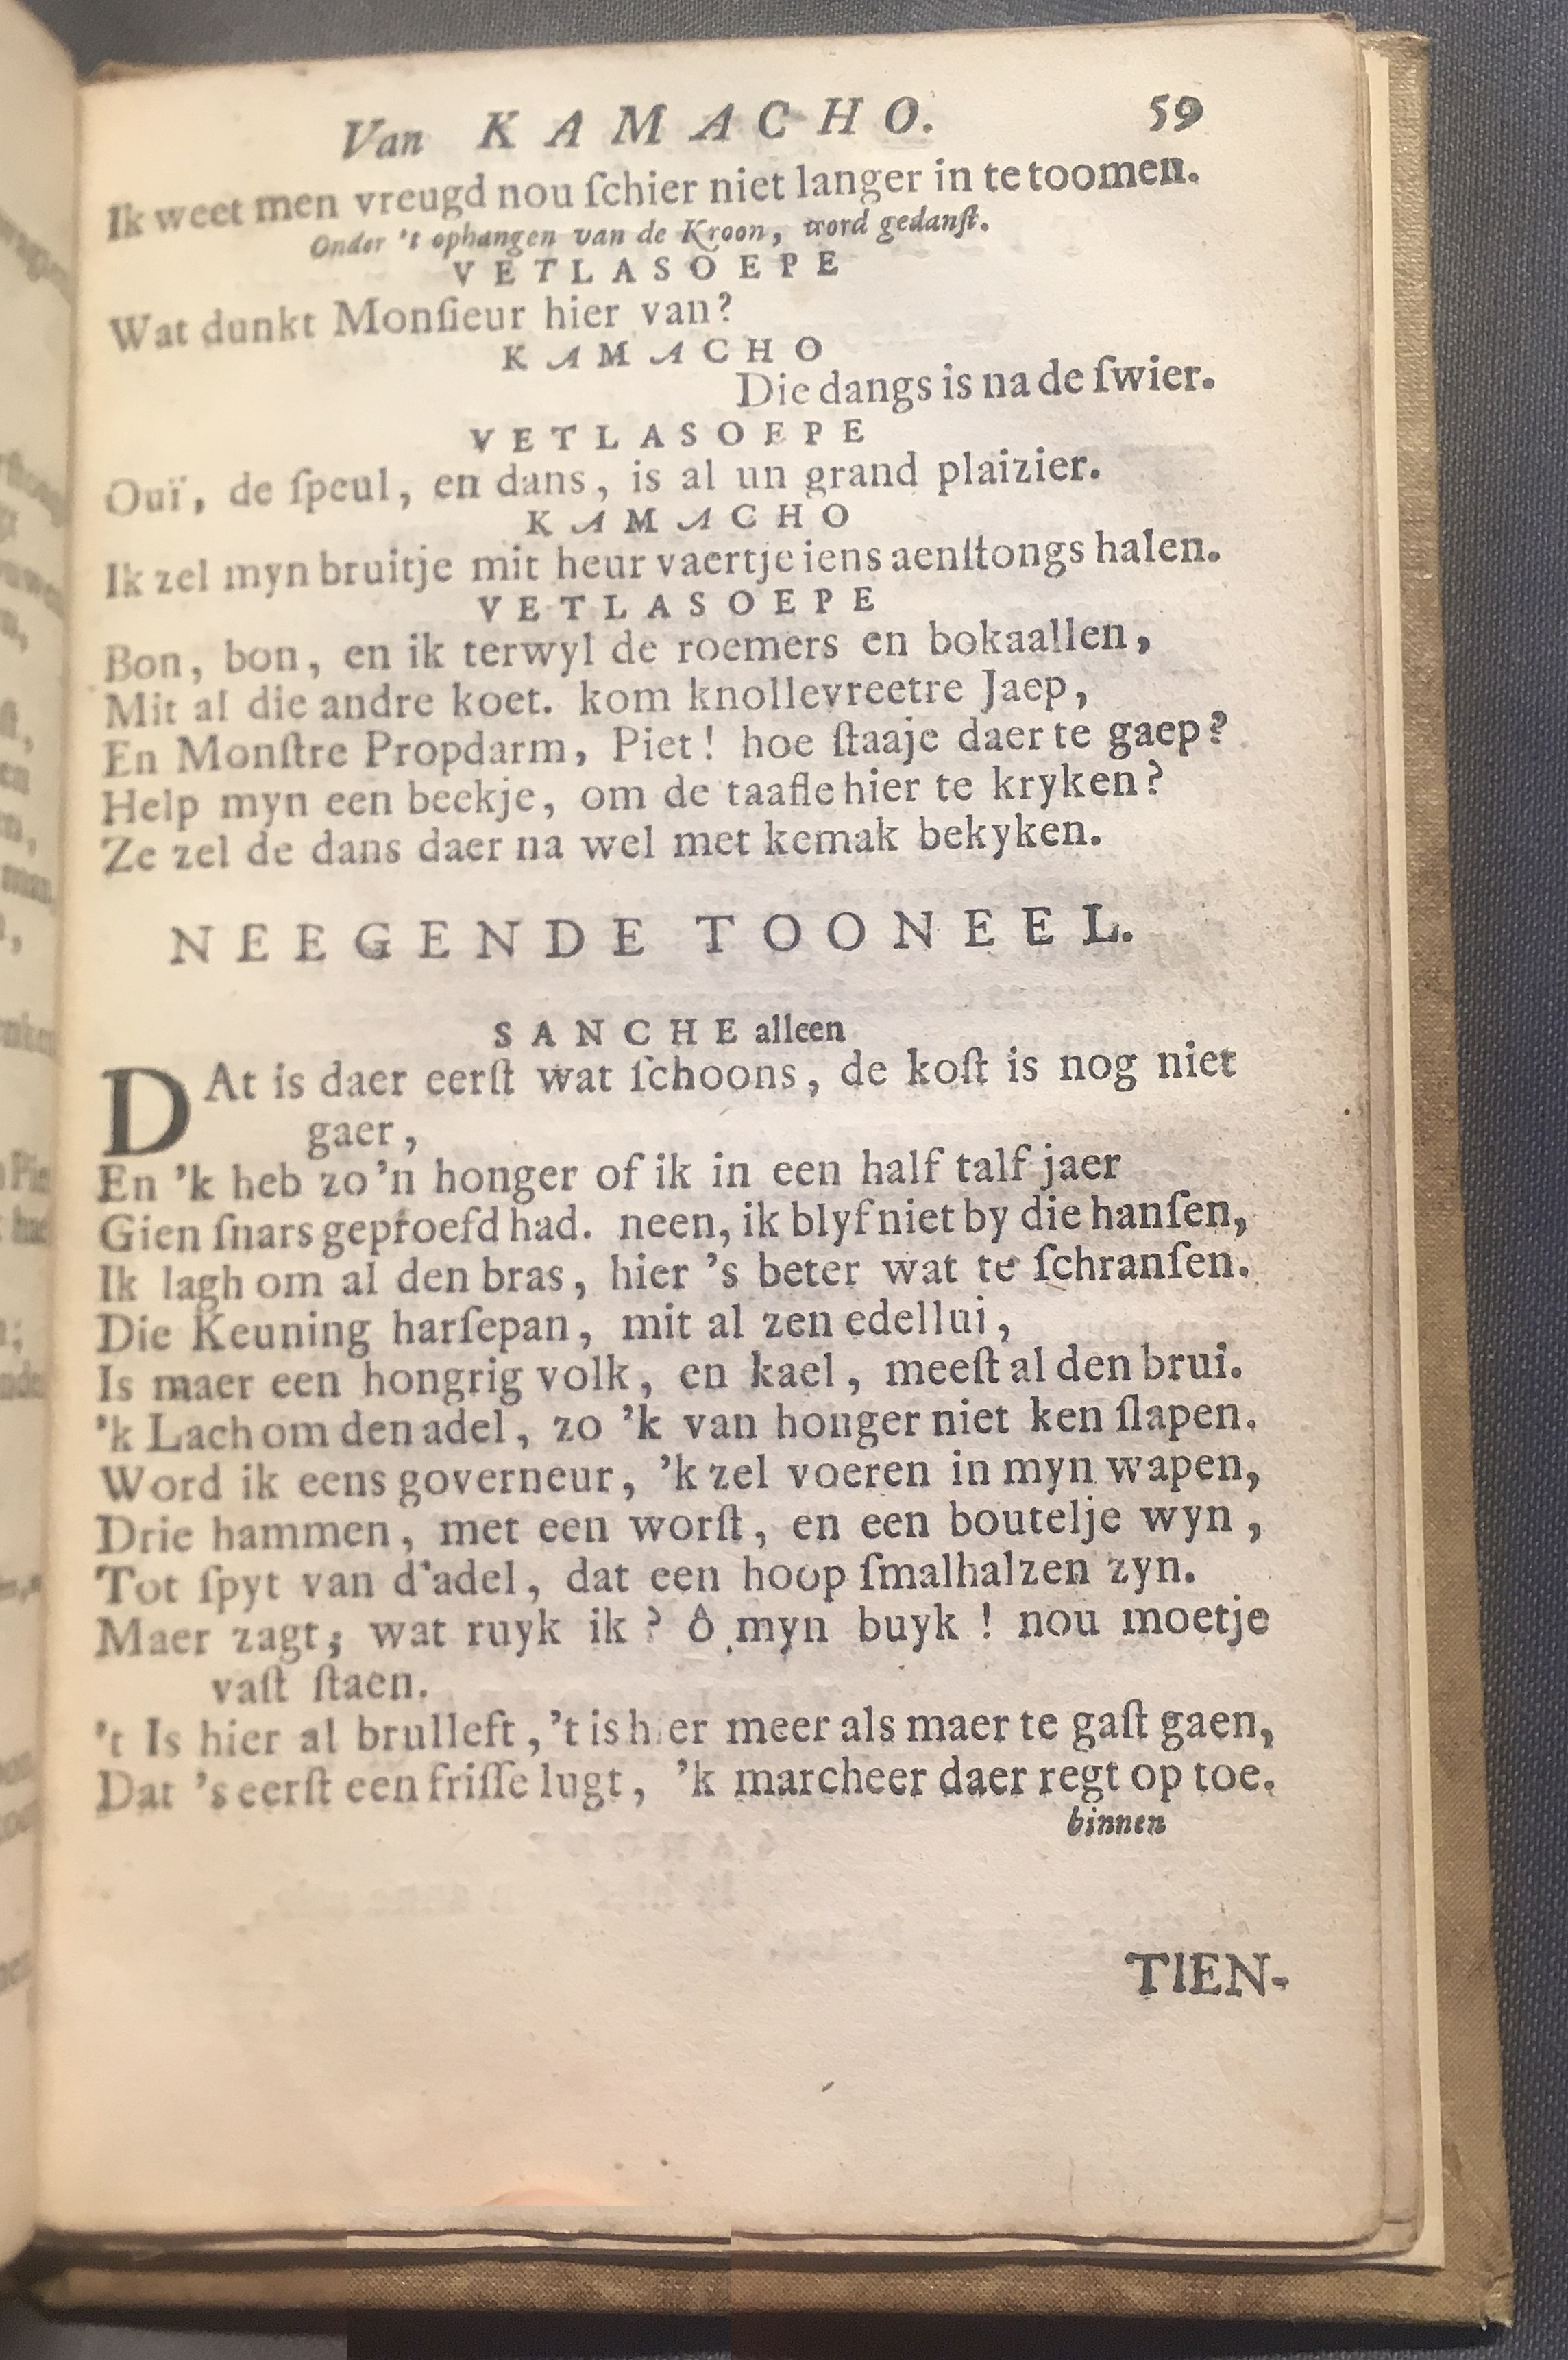 Van KAMACHO. 59
Ik weet men vreugd nou ſchier niet langer in te toomen.
Onder 't ophangen van de Kroon, word gedanſt.
VETLASOEPE
Wat dunkt Monſieur hier van?
KAMACHO
Die dangs is na de ſwier.
VETLASOEPE
Ouï, de ſpeul, en dans, is al un grand plaizier.
KAMACHO
Ik zel myn bruitje mit heur vaertje iens aenſtongs halen.
VETLASOEPE
Bon, bon, en ik terwyl de roemers en bokaallen,
Mit al die andre koet. kom knollevreetre Jaep,
En Monſtre Propdarm, Piet! hoe ſtaaje daer te gaep?
Help myn een beekje, om de taafle hier te kryken?
Ze zel de dans daer na wel met kemak bekyken.
NEEGENDE TOONEEL.
SANCHE alleen
DAt is daer eerſt wat ſchoons, de koſt is nog niet
gaer,
En 'k heb zo'n honger of ik in een half talf jaer
Gien ſnars geproefd had. neen, ik blyf niet by die hanſen,
Ik lagh om al den bras, hier 's beter wat te ſchranſen.
Die Keuning harſepan, mit al zen edellui,
Is maer een hongrig volk, en kael, meeſt al den brui.
'k Lach om den adel, zo 'k van honger niet ken ſlapen.
Word ik eens governeur, 'k zel voeren in myn wapen,
Drie hammen, met een worſt, en een boutelje wyn,
Tot ſpyt van d'adel, dat een hoop ſmalhalzen zyn.
Maer zagt; wat ruyk ik? ô myn buyk! nou moetje
vaſt ſtaen.
't Is hier al brulleft, 't is hier meer als maer te gaſt gaen,
Dat 's eerſt een friſſe lugt, 'k marcheer daer regt op toe.
binnen
TIEN-